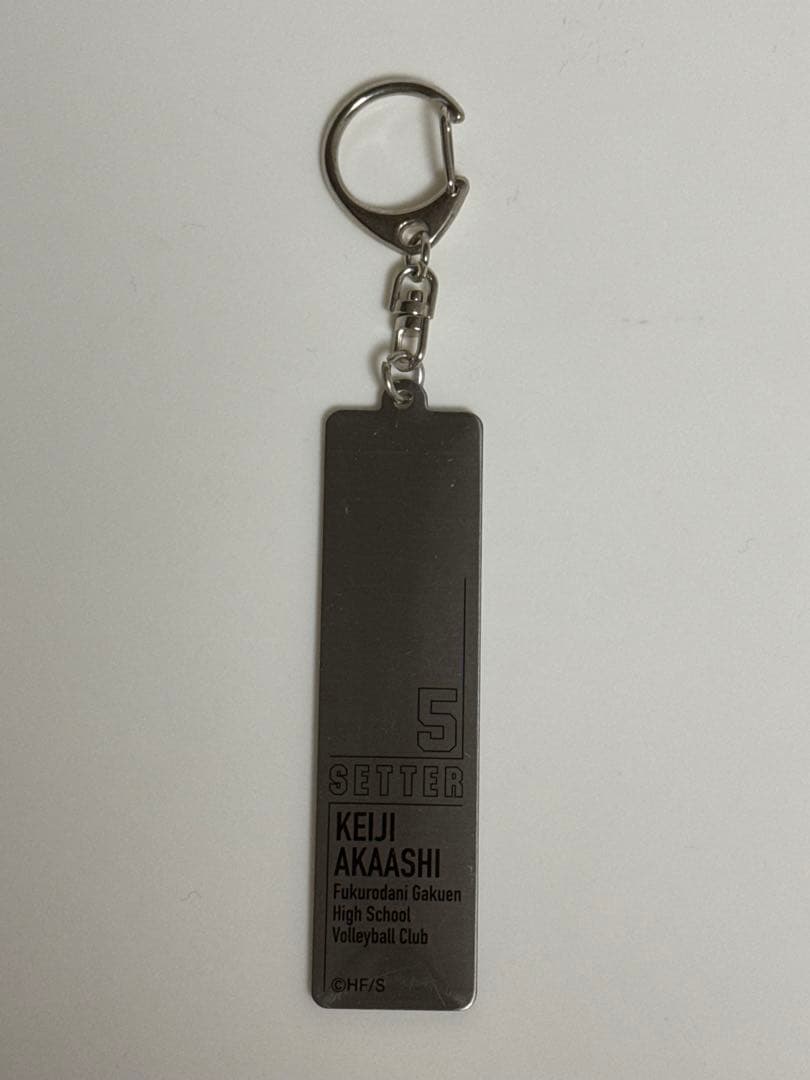 5
SETTER
KEIJI
AKAASHI
Fukurodani Gakuen
High School
Volleyball Club
©HF/S